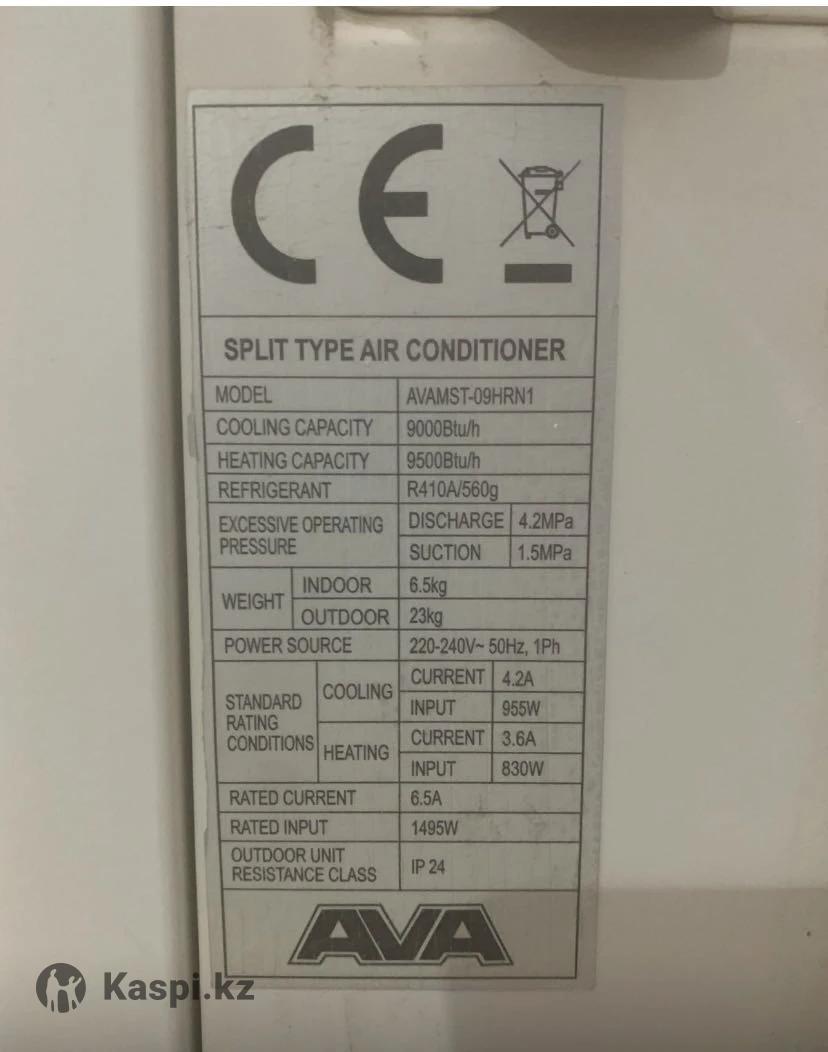 CE
SPLIT TYPE AIR CONDITIONER
MODEL AVAMST-09HRN1
COOLING CAPACITY 9000Btu/h
HEATING CAPACITY 9500Btu/h
REFRIGERANT R410A/560g
EXCESSIVE OPERATING PRESSURE DISCHARGE 4.2MPa
SUCTION 1.5MPa
WEIGHT INDOOR 6.5kg
OUTDOOR 23kg
POWER SOURCE 220-240V~ 50Hz, 1Ph
STANDARD RATING CONDITIONS COOLING CURRENT 4.2A
INPUT 955W
HEATING CURRENT 3.6A
INPUT 830W
RATED CURRENT 6.5A
RATED INPUT 1495W
OUTDOOR UNIT RESISTANCE CLASS IP 24
AVA
Kaspi.kz